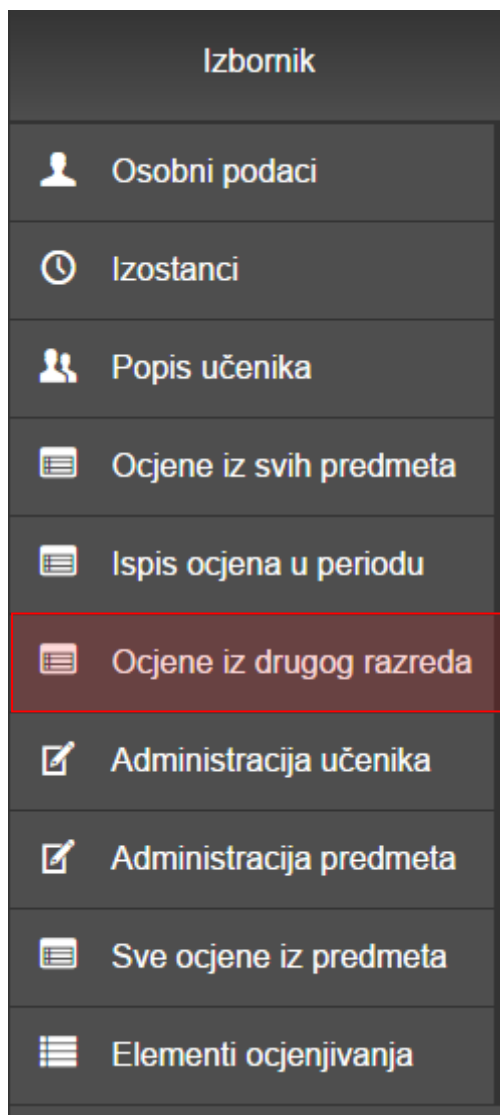 Izbornik
Osobni podaci
Izostanci
Popis učenika
Ocjene iz svih predmeta
Ispis ocjena u periodu
Ocjene iz drugog razreda
Administracija učenika
Administracija predmeta
Sve ocjene iz predmeta
Elementi ocjenjivanja